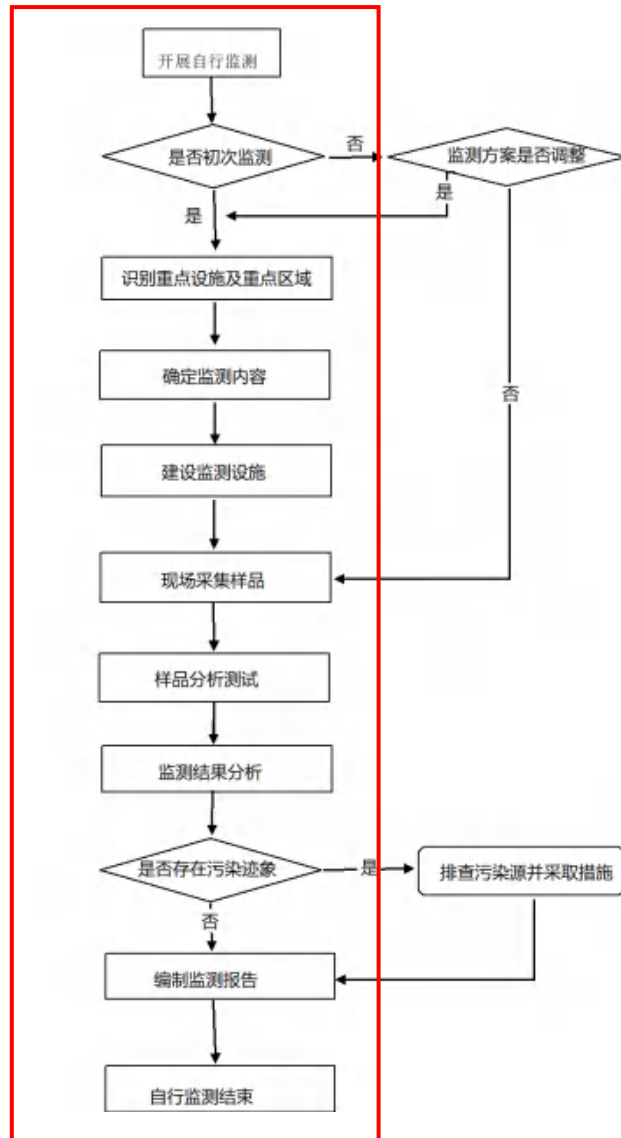 开展自行监测
是否初次监测
否
监测方案是否调整
是
是
识别重点设施及重点区域
确定监测内容
否
建设监测设施
现场采集样品
样品分析测试
监测结果分析
是否存在污染迹象
是
排查污染源并采取措施
否
编制监测报告
自行监测结束